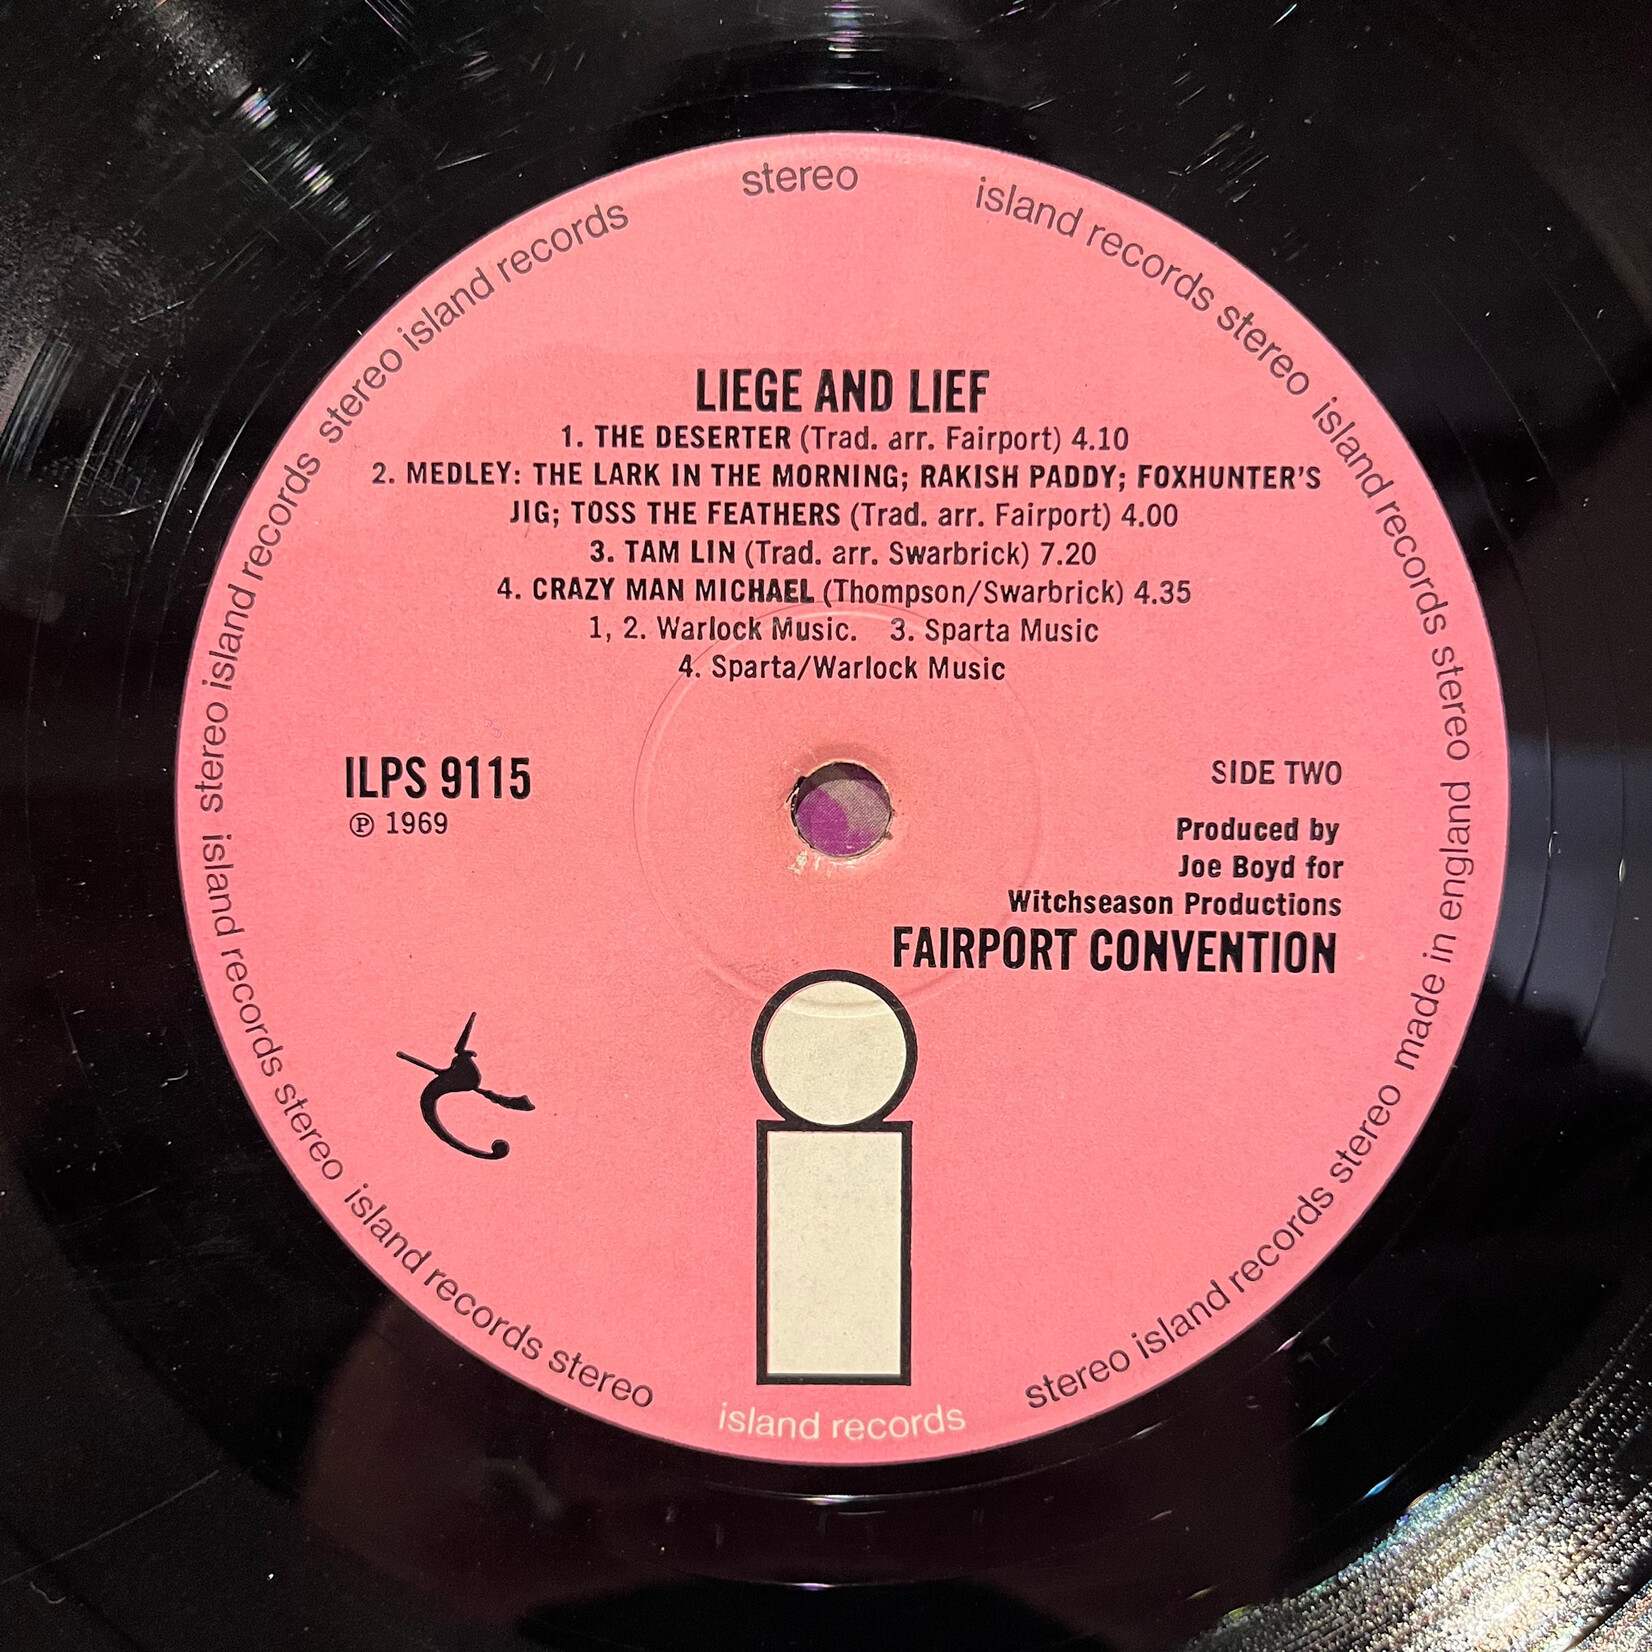 stereo
island records stereo island records stereo made in england
stereo island records stereo island records stereo island records
LIEGE AND LIEF
1. THE DESERTER (Trad. arr. Fairport) 4.10
2. MEDLEY: THE LARK IN THE MORNING; RAKISH PADDY; FOXHUNTER'S
JIG; TOSS THE FEATHERS (Trad. arr. Fairport) 4.00
3. TAM LIN (Trad. arr. Swarbrick) 7.20
4. CRAZY MAN MICHAEL (Thompson/Swarbrick) 4.35
1, 2. Warlock Music. 3. Sparta Music
4. Sparta/Warlock Music
ILPS 9115
℗ 1969
SIDE TWO
Produced by
Joe Boyd for
Witchseason Productions
FAIRPORT CONVENTION
i
i island records stereo island records stereo
island records
stereo island records stereo